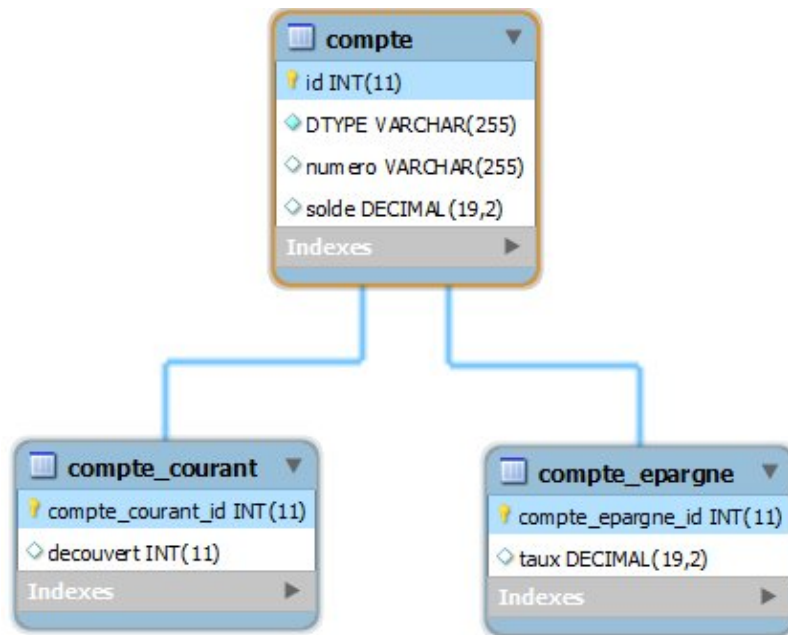 compte
id INT(11)
DTYPE VARCHAR(255)
numero VARCHAR(255)
solde DECIMAL(19,2)
Indexes
compte_courant
compte_courant_id INT(11)
decouvert INT(11)
Indexes
compte_epargne
compte_epargne_id INT(11)
taux DECIMAL(19,2)
Indexes